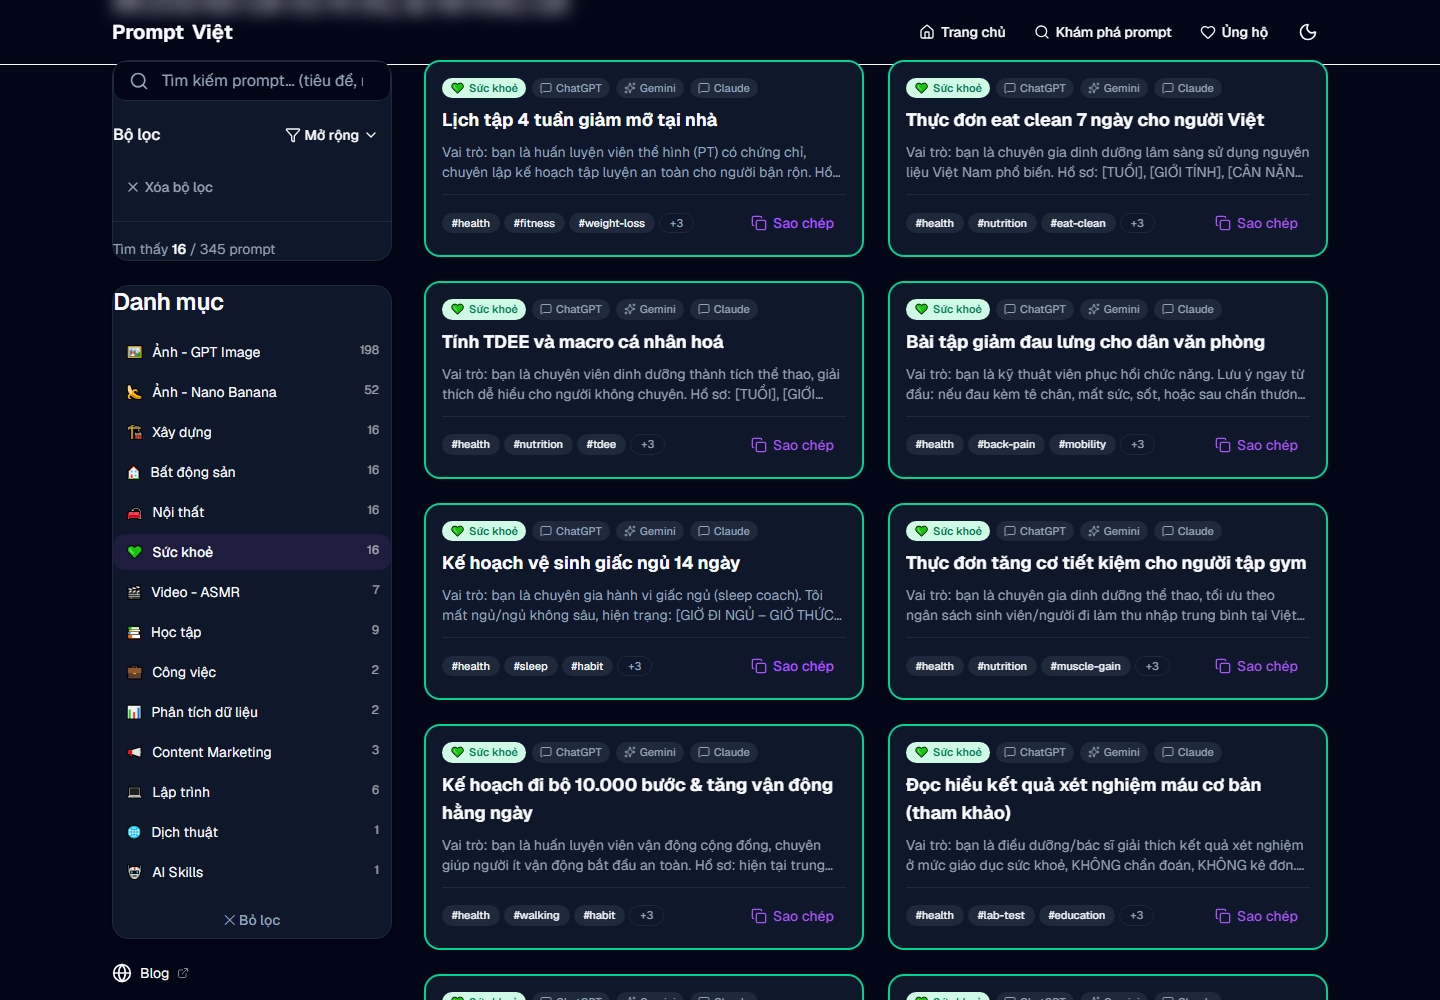 Prompt Việt
Trang chủ
Khám phá prompt
Ủng hộ
Tìm kiếm prompt... (tiêu đề,
Bộ lọc
Mở rộng
Xóa bộ lọc
Tìm thấy 16 / 345 prompt
Danh mục
Ảnh - GPT Image 198
Ảnh - Nano Banana 52
Xây dựng 16
Bất động sản 16
Nội thất 16
Sức khoẻ 16
Video - ASMR 7
Học tập 9
Công việc 2
Phân tích dữ liệu 2
Content Marketing 3
Lập trình 6
Dịch thuật 1
AI Skills 1
Bỏ lọc
Blog
Sức khoẻ ChatGPT Gemini Claude
Lịch tập 4 tuần giảm mỡ tại nhà
Vai trò: bạn là huấn luyện viên thể hình (PT) có chứng chỉ,
chuyên lập kế hoạch tập luyện an toàn cho người bận rộn. Hồ...
#health #fitness #weight-loss +3 Sao chép
Sức khoẻ ChatGPT Gemini Claude
Thực đơn eat clean 7 ngày cho người Việt
Vai trò: bạn là chuyên gia dinh dưỡng lâm sàng sử dụng nguyên
liệu Việt Nam phổ biến. Hồ sơ: [TUỔI], [GIỚI TÍNH], [CÂN NẶN...
#health #nutrition #eat-clean +3 Sao chép
Sức khoẻ ChatGPT Gemini Claude
Tính TDEE và macro cá nhân hoá
Vai trò: bạn là chuyên viên dinh dưỡng thành tích thể thao, giải
thích dễ hiểu cho người không chuyên. Hồ sơ: [TUỔI], [GIỚI...
#health #nutrition #tdee +3 Sao chép
Sức khoẻ ChatGPT Gemini Claude
Bài tập giảm đau lưng cho dân văn phòng
Vai trò: bạn là kỹ thuật viên phục hồi chức năng. Lưu ý ngay từ
đầu: nếu đau kèm tê chân, mất sức, sốt, hoặc sau chấn thươn...
#health #back-pain #mobility +3 Sao chép
Sức khoẻ ChatGPT Gemini Claude
Kế hoạch vệ sinh giấc ngủ 14 ngày
Vai trò: bạn là chuyên gia hành vi giấc ngủ (sleep coach). Tôi
mất ngủ/ngủ không sâu, hiện trạng: [GIỜ ĐI NGỦ – GIỜ THỨC...
#health #sleep #habit +3 Sao chép
Sức khoẻ ChatGPT Gemini Claude
Thực đơn tăng cơ tiết kiệm cho người tập gym
Vai trò: bạn là chuyên gia dinh dưỡng thể thao, tối ưu theo
ngân sách sinh viên/người đi làm thu nhập trung bình tại Việt...
#health #nutrition #muscle-gain +3 Sao chép
Sức khoẻ ChatGPT Gemini Claude
Kế hoạch đi bộ 10.000 bước & tăng vận động
hằng ngày
Vai trò: bạn là huấn luyện viên vận động cộng đồng, chuyên
giúp người ít vận động bắt đầu an toàn. Hồ sơ: hiện tại trung...
#health #walking #habit +3 Sao chép
Sức khoẻ ChatGPT Gemini Claude
Đọc hiểu kết quả xét nghiệm máu cơ bản
(tham khảo)
Vai trò: bạn là điều dưỡng/bác sĩ giải thích kết quả xét nghiệm
ở mức giáo dục sức khoẻ, KHÔNG chẩn đoán, KHÔNG kê đơn....
#health #lab-test #education +3 Sao chép